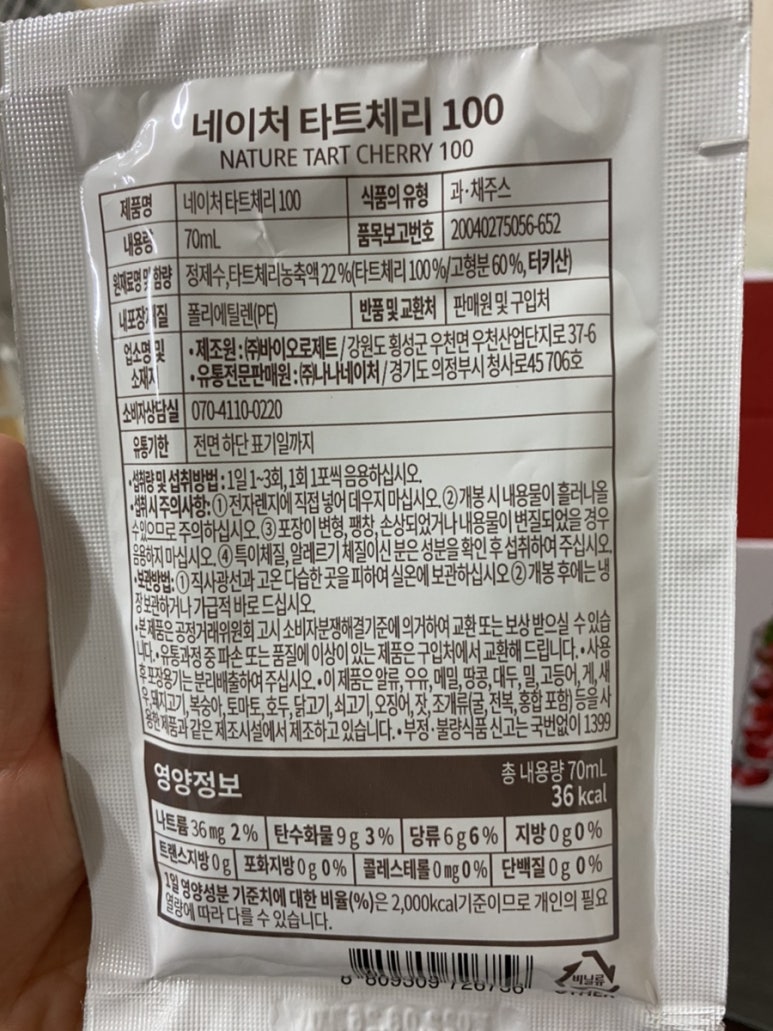 네이처 타트체리 100
NATURE TART CHERRY 100
제품명 네이처 타트체리 100 식품의 유형 과·채주스
내용량 70mL 품목보고번호 20040275056-652
원재료명 및 함량 정제수, 타트체리농축액 22%(타트체리 100%/고형분 60%, 터키산)
내포장재질 폴리에틸렌(PE) 반품 및 교환처 판매원 및 구입처
업소명 및 소재지 • 제조원 : ㈜바이오로제트 / 강원도 횡성군 우천면 우천산업단지로 37-6
• 유통전문판매원 : ㈜나나네이처 / 경기도 의정부시 청사로45 706호
소비자상담실 070-4110-0220
유통기한 전면 하단 표기일까지
•섭취량 및 섭취방법 : 1일 1~3회, 1회 1포씩 음용하십시오.
•섭취 시 주의사항: ① 전자렌지에 직접 넣어 데우지 마십시오. ② 개봉 시 내용물이 흘러나올
수 있으므로 주의하십시오. ③ 포장이 변형, 팽창, 손상되었거나 내용물이 변질되었을 경우
음용하지 마십시오. ④ 특이체질, 알레르기 체질이신 분은 성분을 확인 후 섭취하여 주십시오.
•보관방법: ① 직사광선과 고온 다습한 곳을 피하여 실온에 보관하십시오 ② 개봉 후에는 냉
장보관하거나 가급적 바로 드십시오.
•본 제품은 공정거래위원회 고시 소비자분쟁해결기준에 의거하여 교환 또는 보상 받으실 수 있습
니다. •유통과정 중 파손 또는 품질에 이상이 있는 제품은 구입처에서 교환해 드립니다. •사용
후 포장용기는 분리배출하여 주십시오. •이 제품은 알류, 우유, 메밀, 땅콩, 대두, 밀, 고등어, 게, 새
우, 돼지고기, 복숭아, 토마토, 호두, 닭고기, 쇠고기, 오징어, 잣, 조개류(굴, 전복, 홍합 포함) 등을 사
용한 제품과 같은 제조시설에서 제조하고 있습니다. •부정·불량식품 신고는 국번없이 1399
영양정보 총 내용량 70mL
36 kcal
나트륨 36 mg 2% 탄수화물 9 g 3% 당류 6 g 6% 지방 0 g 0%
트랜스지방 0 g 포화지방 0 g 0% 콜레스테롤 0 mg 0% 단백질 0 g 0%
1일 영양성분 기준치에 대한 비율(%)은 2,000kcal기준이므로 개인의 필요
열량에 따라 다를 수 있습니다.
비닐류